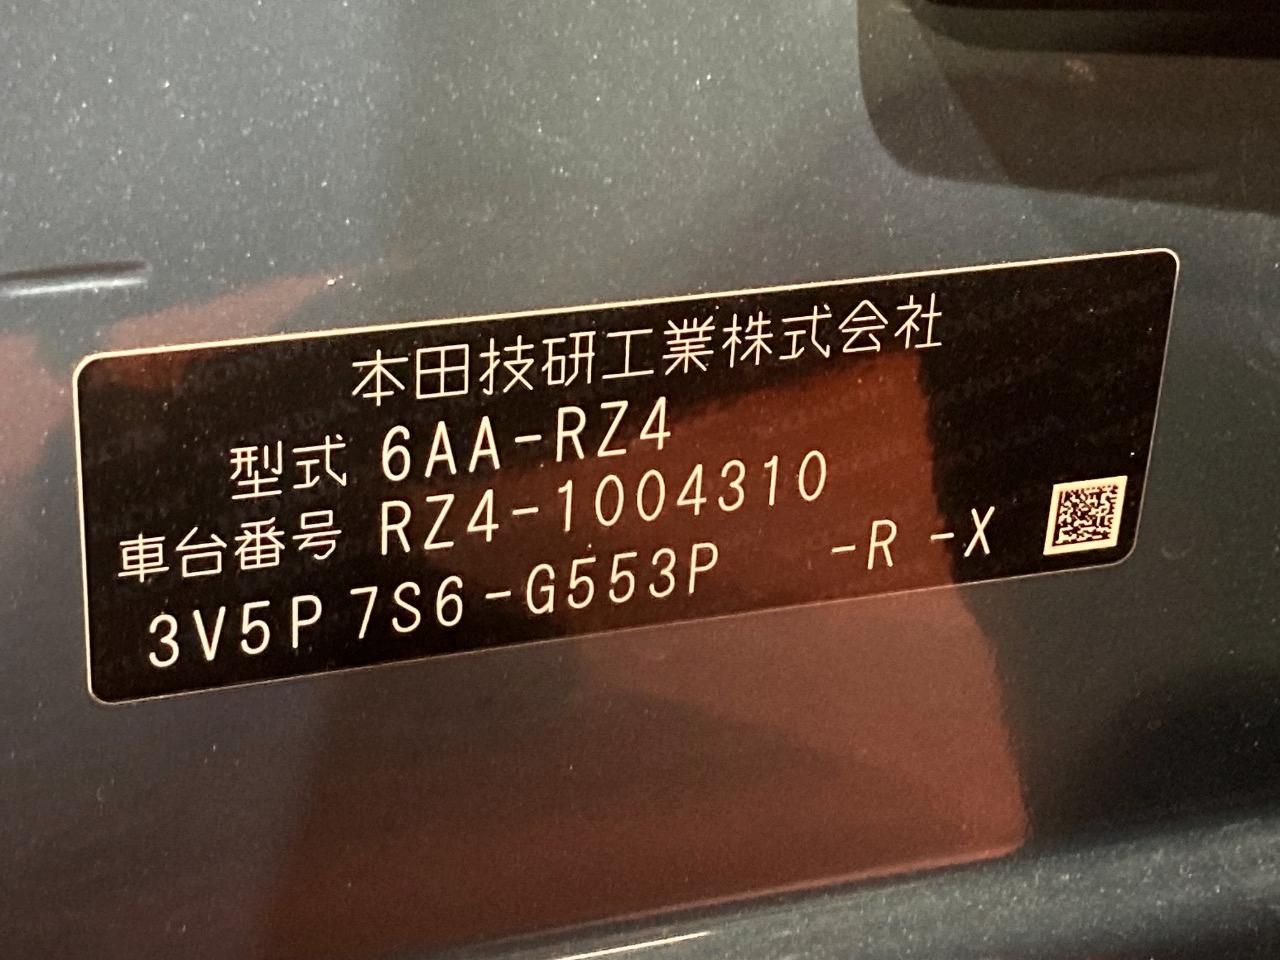 本田技研工業株式会社
型式 6AA-RZ4
車台番号 RZ4-1004310
3V5P 7S6-G553P -R -X